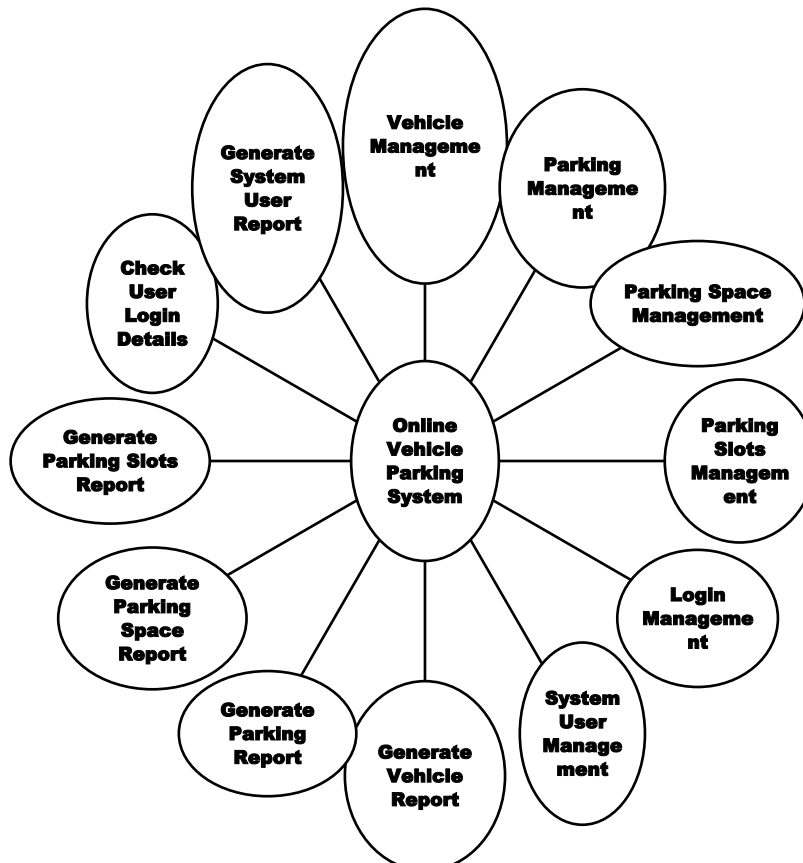 Vehicle
Manageme
nt
Parking
Manageme
nt
Parking Space
Management
Parking
Slots
Managem
ent
Login
Manageme
nt
System
User
Manage
ment
Generate
Vehicle
Report
Generate
Parking
Report
Generate
Parking
Space
Report
Generate
Parking Slots
Report
Check
User
Login
Details
Generate
System
User
Report
Online
Vehicle
Parking
System